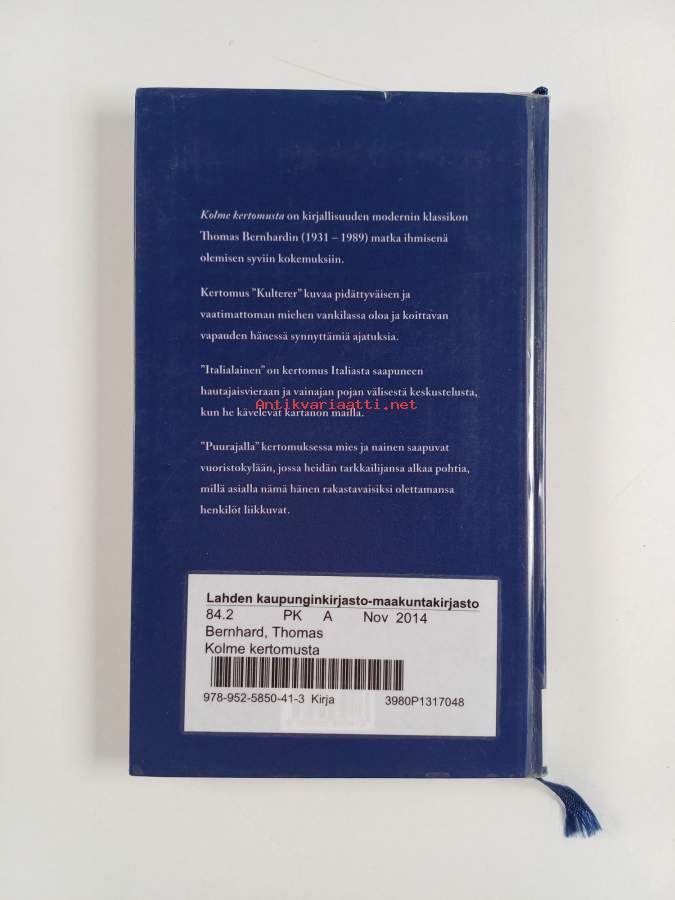 Kolme kertomusta on kirjallisuuden modernin klassikon
Thomas Bernhardin (1931 – 1989) matka ihmisenä
olemisen syviin kokemuksiin.
Kertomus ”Kulterer” kuvaa pidättyväisen ja
vaatimattoman miehen vankilassa oloa ja koittavan
vapauden hänessä synnyttämiä ajatuksia.
”Italialainen” on kertomus Italiasta saapuneen
hautajaisvieraan ja vainajan pojan välisestä keskustelusta,
Antikvariaatti.net
kun he kävelevät kartanon mailla.
”Puurajalla” kertomuksessa mies ja nainen saapuvat
vuoristokylään, jossa heidän tarkkailijansa alkaa pohtia,
millä asialla nämä hänen rakastavaisiksi olettamansa
henkilöt liikkuvat.
Lahden kaupunginkirjasto-maakuntakirjasto
84.2 PK A Nov 2014
Bernhard, Thomas
Kolme kertomusta
978-952-5850-41-3 Kirja 3980P1317048